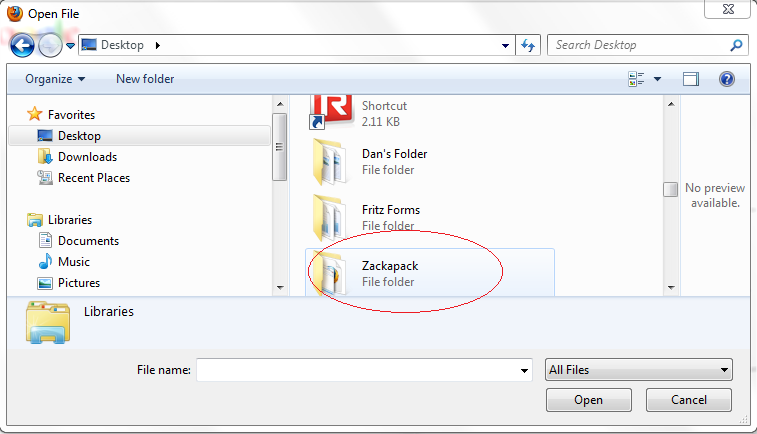 Open File
Desktop
Search Desktop
Organize
New folder
Favorites
Desktop
Downloads
Recent Places
Libraries
Documents
Music
Pictures
Shortcut
2.11 KB
Dan's Folder
File folder
Fritz Forms
File folder
Zackapack
File folder
No preview
available.
Libraries
File name:
All Files
Open
Cancel